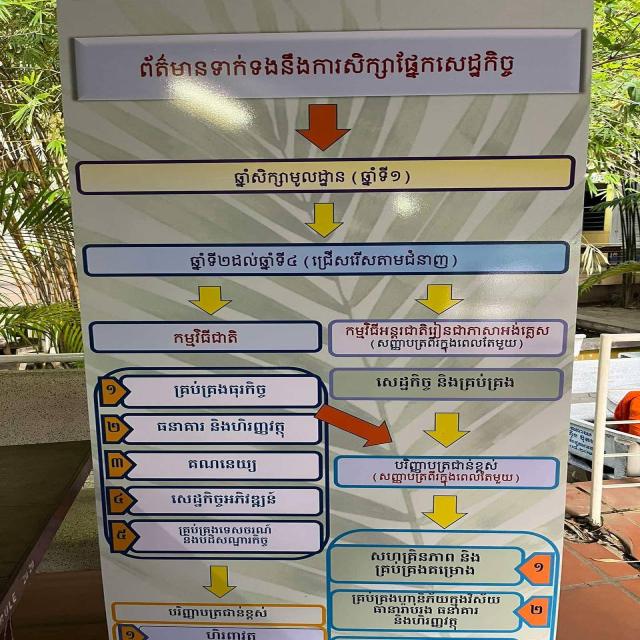 ព័ត៌មានទាក់ទងនឹងការសិក្សាផ្នែកសេដ្ឋកិច្ច
ឆ្នាំសិក្សាមូលដ្ឋាន (ឆ្នាំទី១)
ឆ្នាំទី២ដល់ឆ្នាំទី៤ (ជ្រើសរើសតាមជំនាញ)
កម្មវិធីជាតិ
១ គ្រប់គ្រងធុរកិច្ច
២ ធនាគារ និងហិរញ្ញវត្ថុ
៣ គណនេយ្យ
៤ សេដ្ឋកិច្ចអភិវឌ្ឍន៍
៥ គ្រប់គ្រងទេសចរណ៍
និងបដិសណ្ឋារកិច្ច
បរិញ្ញាបត្រជាន់ខ្ពស់
១ ហិរញ្ញវត្ថុ
កម្មវិធីអន្តរជាតិរៀនជាភាសាអង់គ្លេស
(សញ្ញាបត្រពីរក្នុងពេលតែមួយ)
សេដ្ឋកិច្ច និងគ្រប់គ្រង
បរិញ្ញាបត្រជាន់ខ្ពស់
(សញ្ញាបត្រពីរក្នុងពេលតែមួយ)
សហគ្រិនភាព និង
គ្រប់គ្រងគម្រោង ១
គ្រប់គ្រងហានិភ័យក្នុងវិស័យ
ធានារ៉ាប់រង ធនាគារ
និងហិរញ្ញវត្ថុ ២